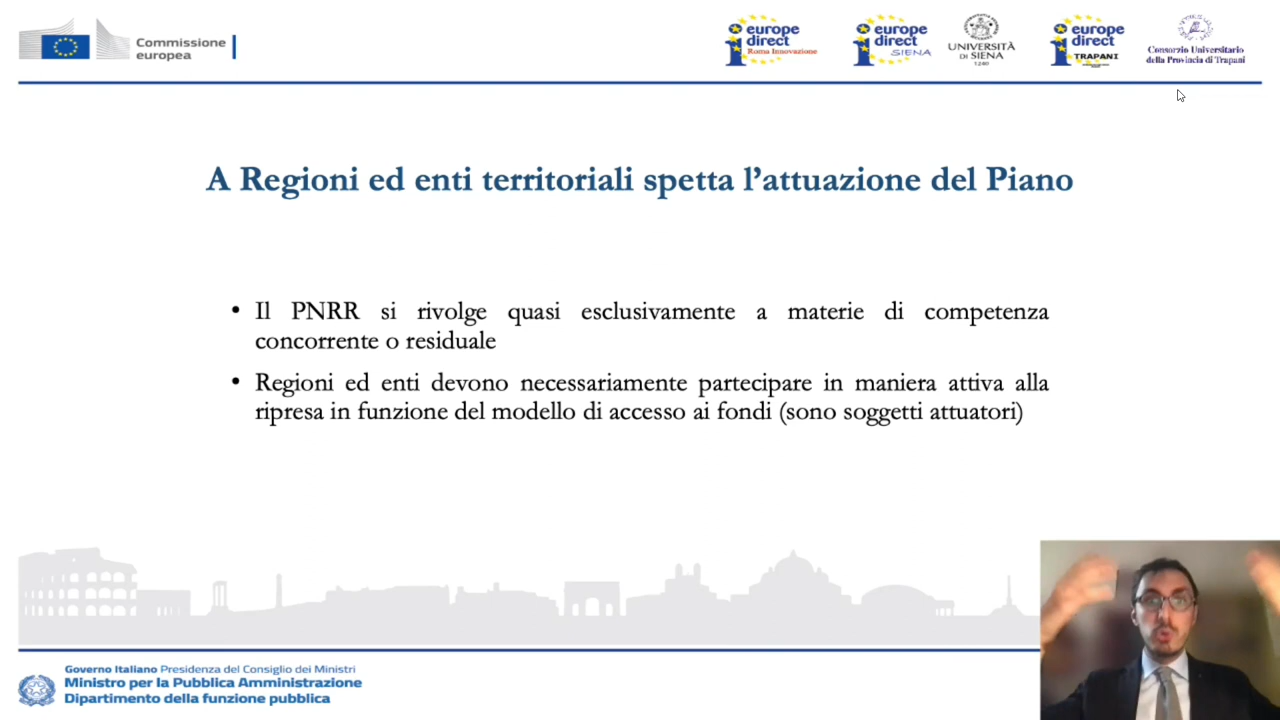 Commissione
europea
europe
direct
Roma Innovazione
europe
direct
SIENA
UNIVERSITÀ
DI SIENA
1240
europe
direct
TRAPANI
Consorzio Universitario
della Provincia di Trapani
A Regioni ed enti territoriali spetta l’attuazione del Piano
• Il PNRR si rivolge quasi esclusivamente a materie di competenza
concorrente o residuale
• Regioni ed enti devono necessariamente partecipare in maniera attiva alla
ripresa in funzione del modello di accesso ai fondi (sono soggetti attuatori)
Governo Italiano Presidenza del Consiglio dei Ministri
Ministro per la Pubblica Amministrazione
Dipartimento della funzione pubblica